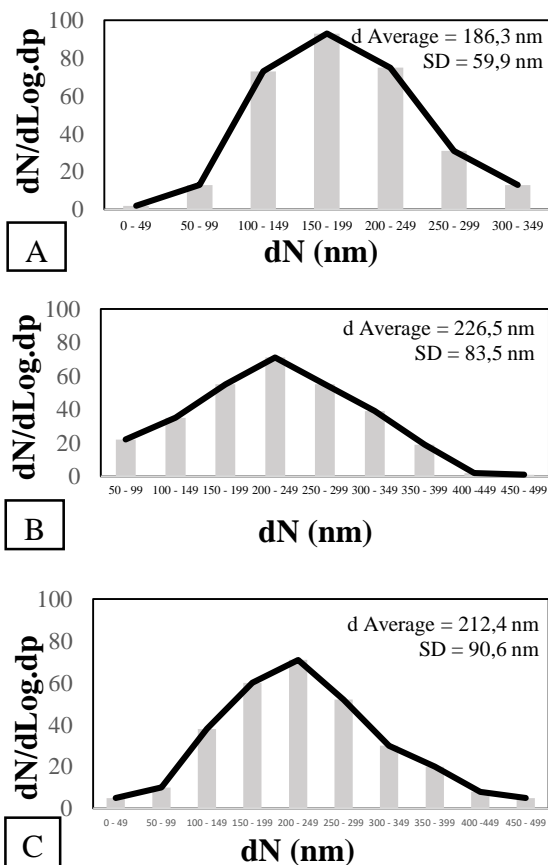 100
80
60
40
20
0
dN/dLog.dp
d Average = 186,3 nm
SD = 59,9 nm
0 - 49 50 - 99 100 - 149 150 - 199 200 - 249 250 - 299 300 - 349
dN (nm)
A
100
80
60
40
20
0
dN/dLog.dp
d Average = 226,5 nm
SD = 83,5 nm
50 - 99 100 - 149 150 - 199 200 - 249 250 - 299 300 - 349 350 - 399 400 -449 450 - 499
dN (nm)
B
100
80
60
40
20
0
dN/dLog.dp
d Average = 212,4 nm
SD = 90,6 nm
0 - 49 50 - 99 100 - 149 150 - 199 200 - 249 250 - 299 300 - 349 350 - 399 400 -449 450 - 499
dN (nm)
C